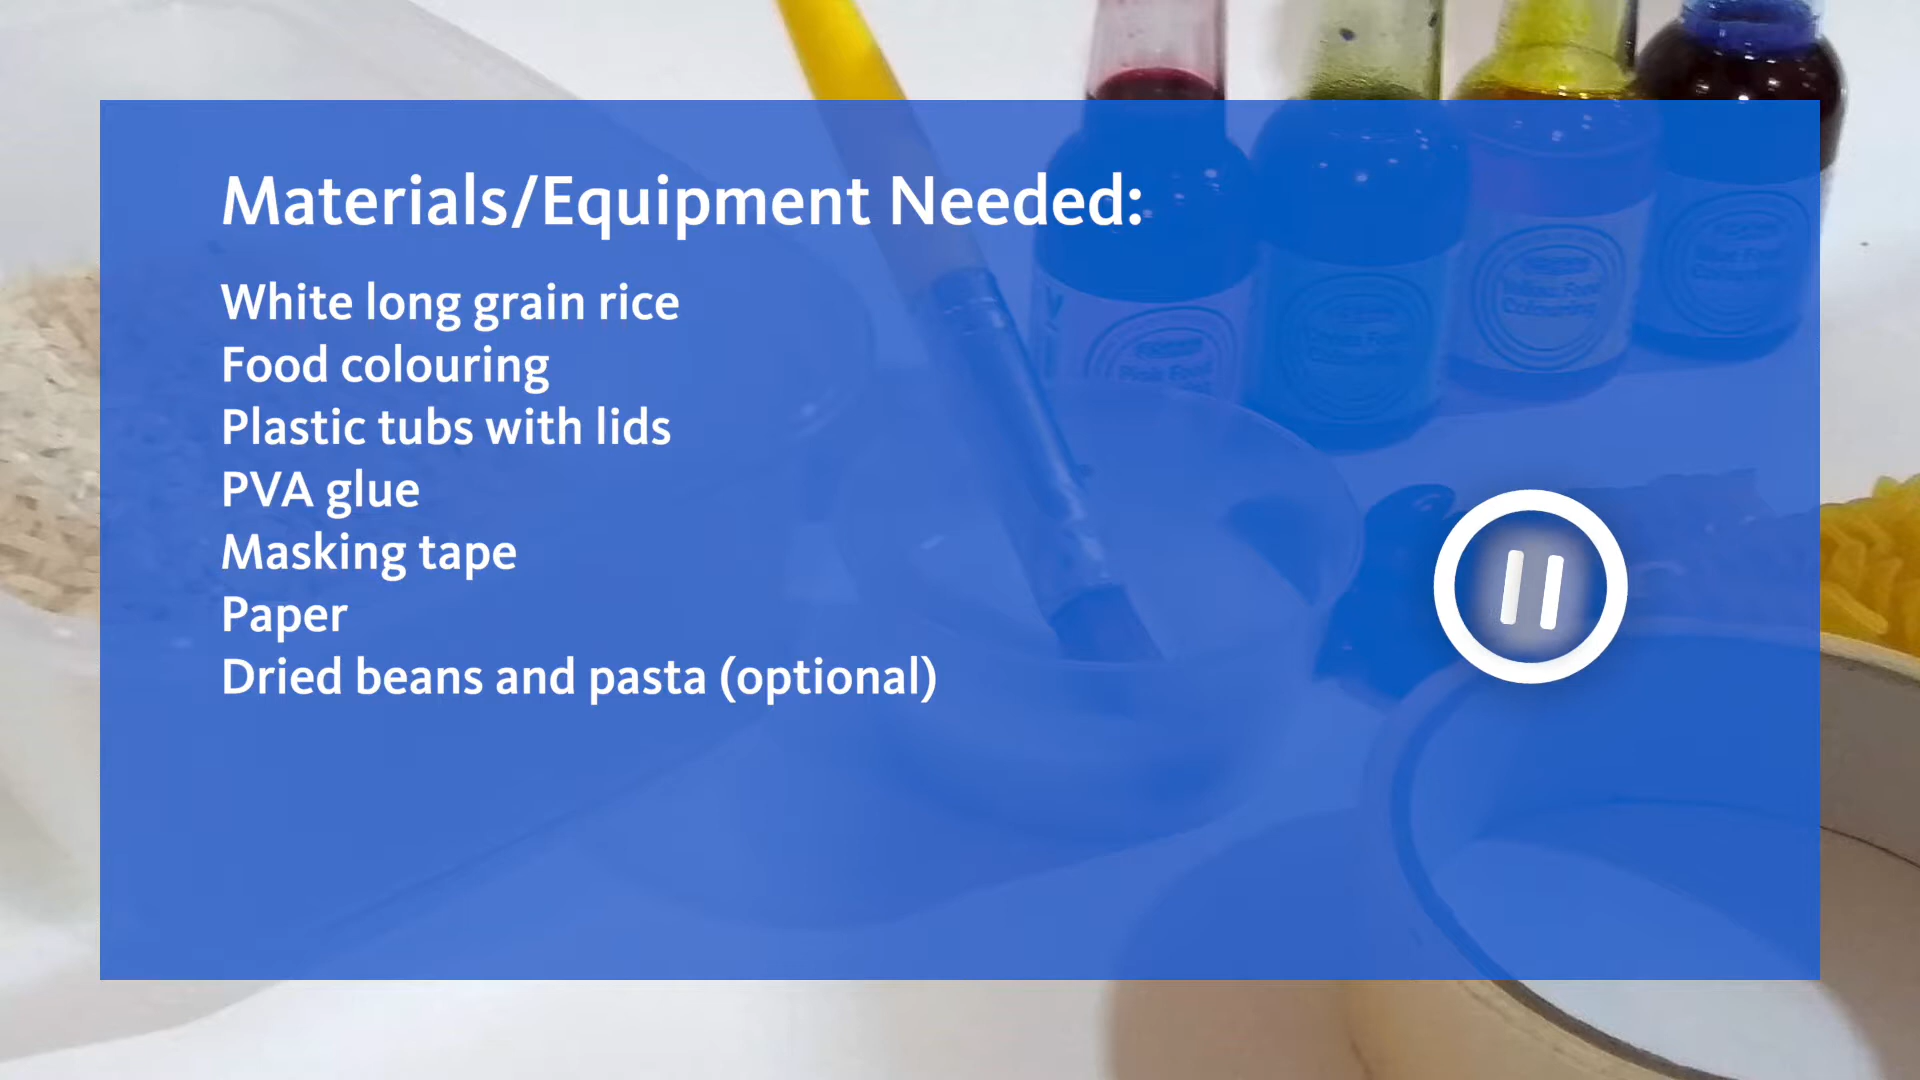 Materials/Equipment Needed:
White long grain rice
Food colouring
Plastic tubs with lids
PVA glue
Masking tape
Paper
Dried beans and pasta (optional)